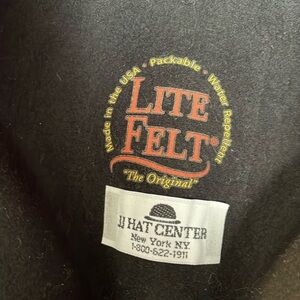 Made in the USA • Packable • Water Repellent
LITE
FELT®
"The Original"
JJ HAT CENTER
New York N.Y.
1-800-622-1911